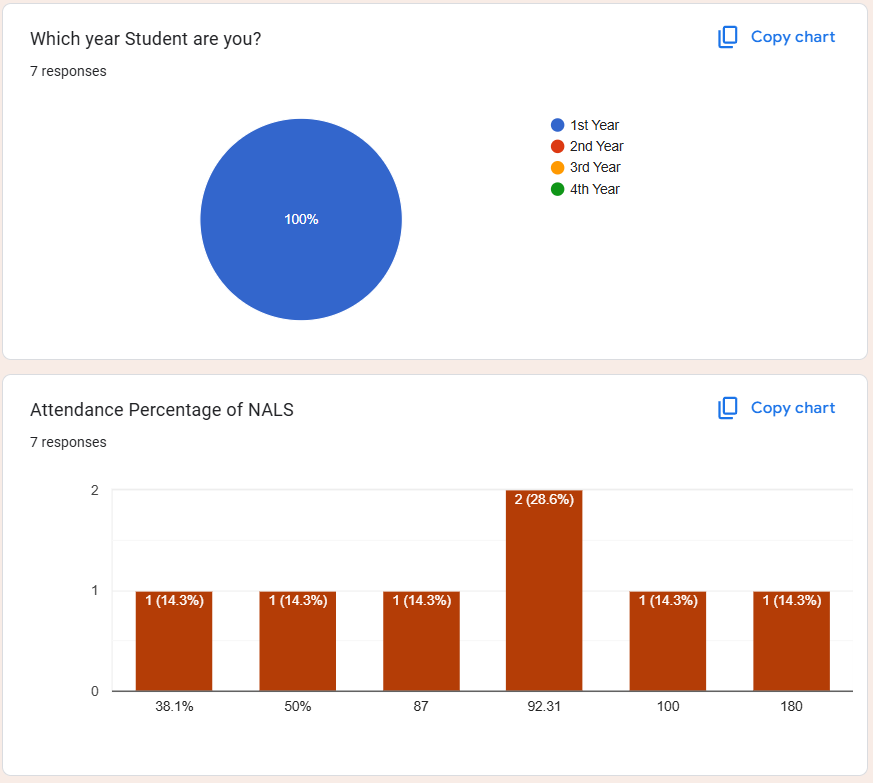 Which year Student are you?
Copy chart
7 responses
1st Year
2nd Year
3rd Year
4th Year
100%
Attendance Percentage of NALS
Copy chart
7 responses
2
1
0
1 (14.3%)
1 (14.3%)
1 (14.3%)
2 (28.6%)
1 (14.3%)
1 (14.3%)
38.1%
50%
87
92.31
100
180